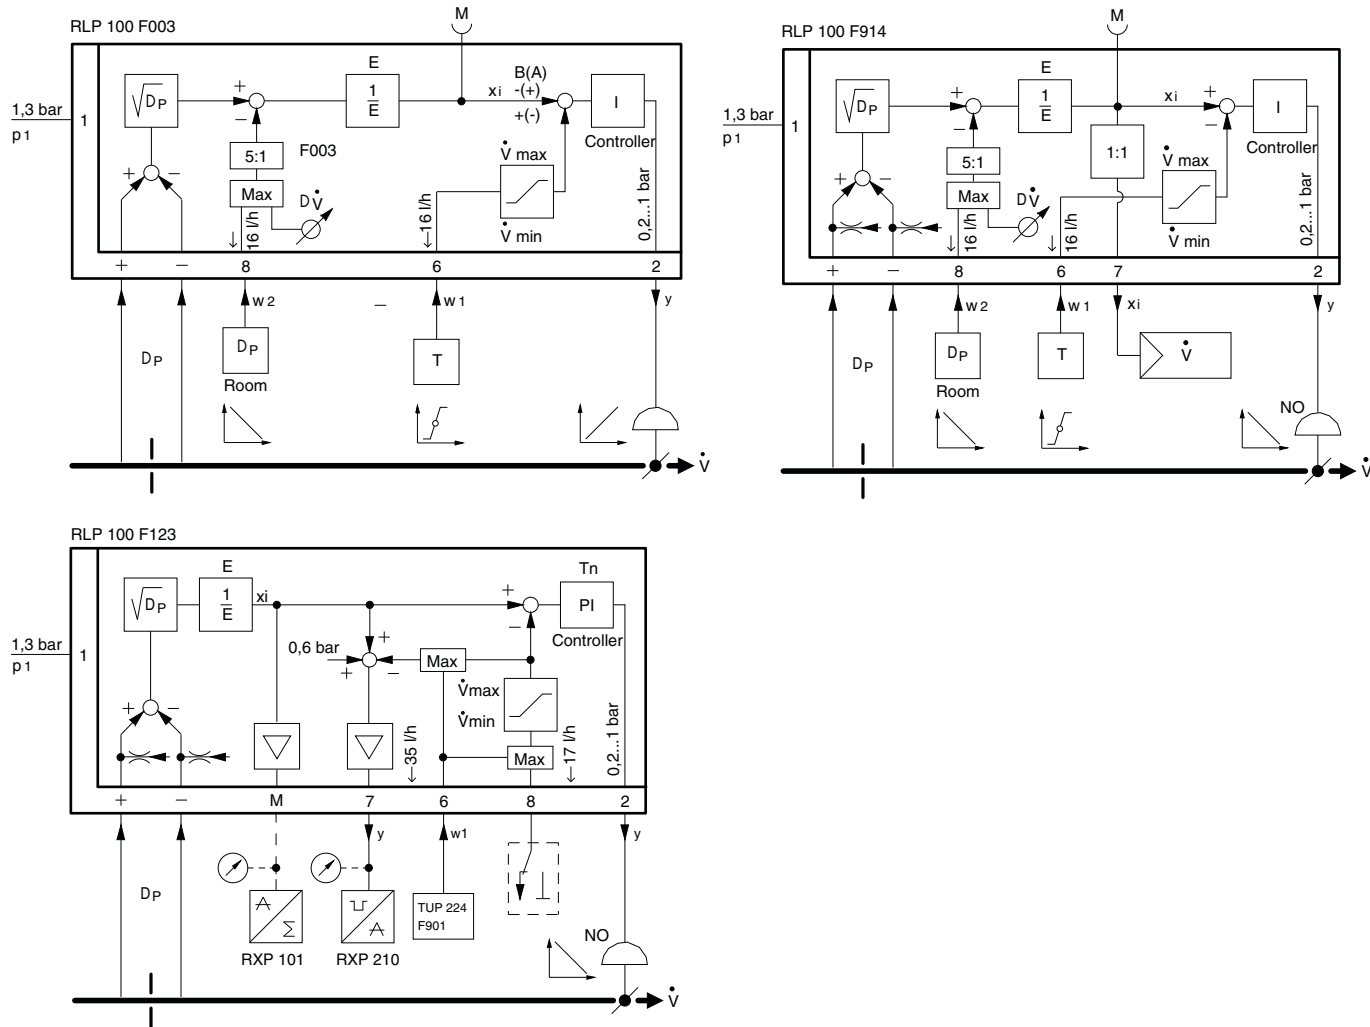 M
RLP 100 F003
E
1,3 bar
p1
1
√DP
+
−
1
E
xi
B(A)
-(+)
+(-)
I
Controller
5:1
F003
Max
DV̇
16 l/h
+
−
16 l/h
V̇ max
V̇ min
0,2...1 bar
+
−
8
6
2
w2
−
w1
y
DP
DP
Room
T
V̇
M
RLP 100 F914
E
1,3 bar
p1
1
√DP
+
−
1
E
xi
+
−
I
Controller
5:1
1:1
Max
DV̇
16 l/h
+
−
16 l/h
V̇ max
V̇ min
0,2...1 bar
+
−
8
6
7
2
w2
w1
xi
y
DP
DP
Room
T
V̇
NO
V̇
RLP 100 F123
E
Tn
1,3 bar
p1
1
√DP
1
E
xi
+
−
PI
Controller
0,6 bar
+
+
−
Max
V̇max
V̇min
+
−
35 l/h
Max
17 l/h
0,2...1 bar
+
−
M
7
6
8
2
y
w1
y
DP
A
Σ
A
TUP 224
F901
RXP 101
RXP 210
NO
V̇